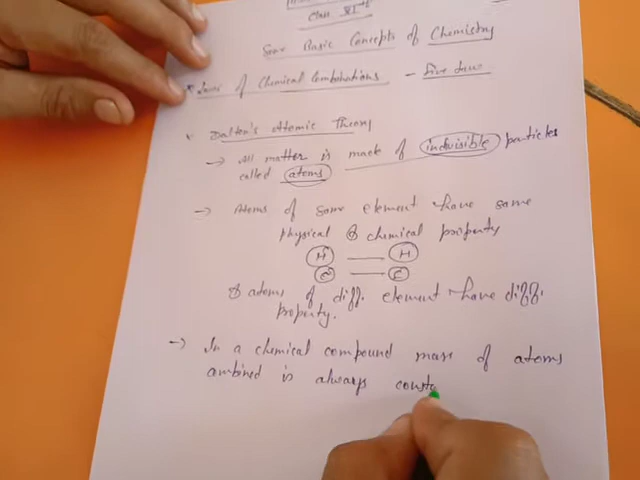 Class XIth
Some Basic Concepts of Chemistry
* Laws of Chemical Combinations - five laws
* Dalton's Atomic Theory
→ All matter is made of indivisible particles
called atoms
→ Atoms of same element have same
physical & chemical property
H — H
C — C
& atoms of diff. element have diff.
property.
→ In a chemical compound mass of atoms
ambined is always consta